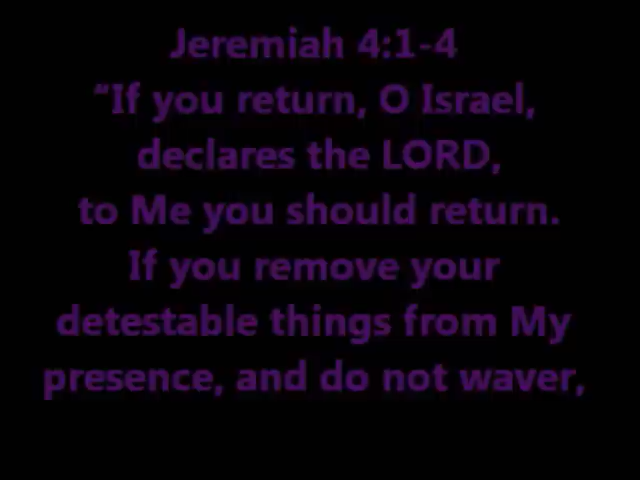 Jeremiah 4:1-4
“If you return, O Israel,
declares the LORD,
to Me you should return.
If you remove your
detestable things from My
presence, and do not waver,